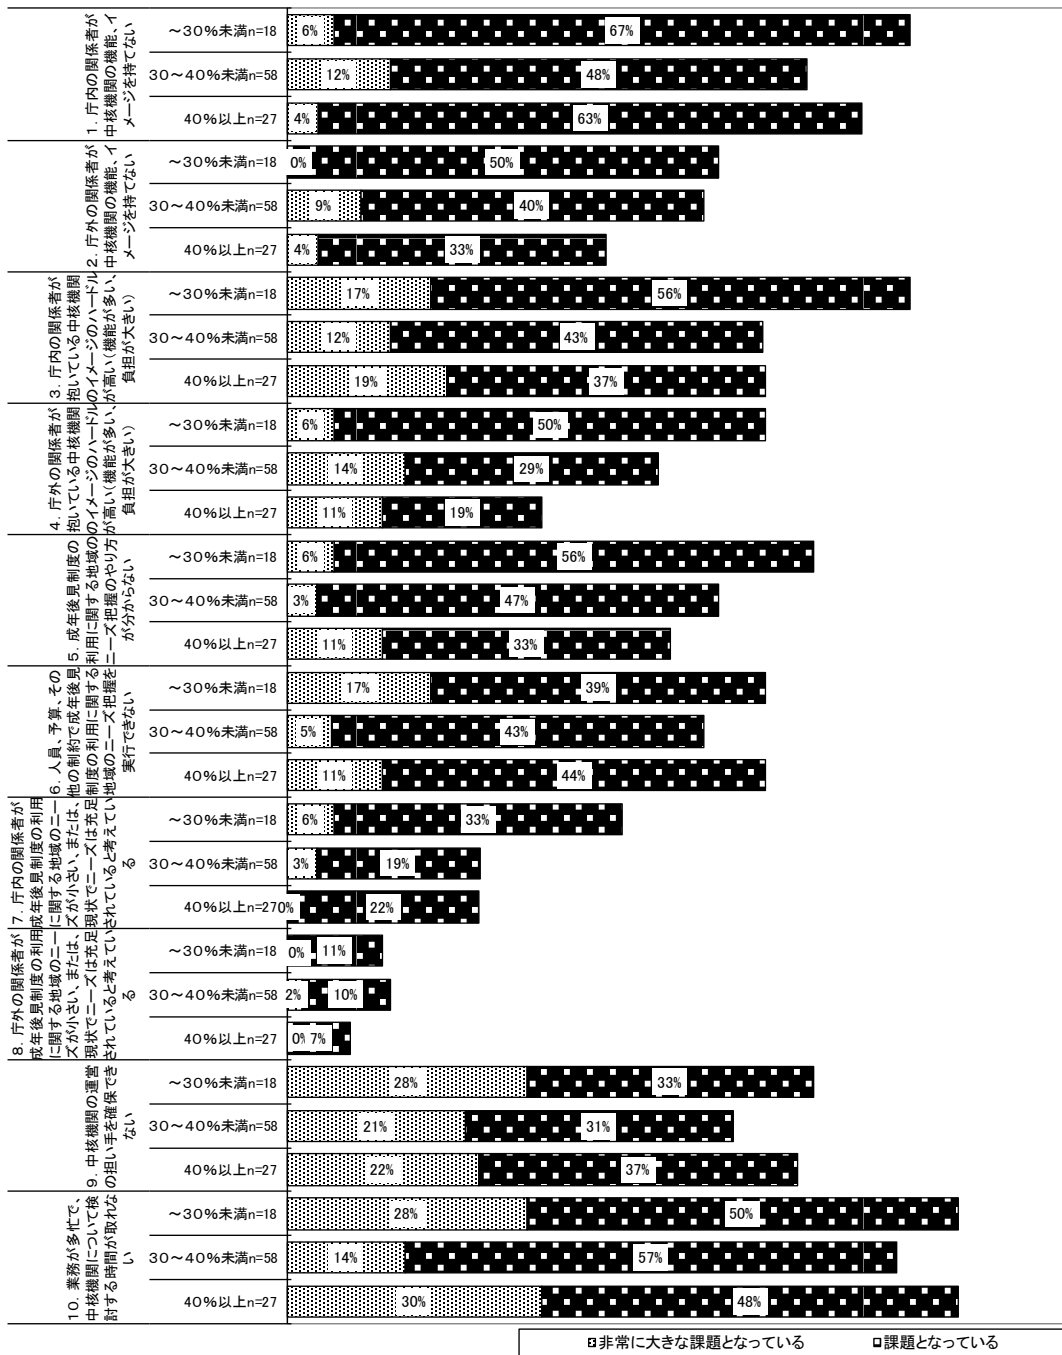 1. 庁内の関係者が
中核機関の機能、イ
メージを持てない
～30%未満n=18
6%
67%
30～40%未満n=58
12%
48%
40%以上n=27
4%
63%
2. 庁外の関係者が
中核機関の機能、イ
メージを持てない
～30%未満n=18
0%
50%
30～40%未満n=58
9%
40%
40%以上n=27
4%
33%
3. 庁内の関係者が
抱いている中核機関
のイメージのハードル
が高い(機能が多い、
負担が大きい)
～30%未満n=18
17%
56%
30～40%未満n=58
12%
43%
40%以上n=27
19%
37%
4. 庁外の関係者が
抱いている中核機関
のイメージのハードル
が高い(機能が多い、
負担が大きい)
～30%未満n=18
6%
50%
30～40%未満n=58
14%
29%
40%以上n=27
11%
19%
5. 成年後見制度の
利用に関する地域の
ニーズ把握のやり方
が分からない
～30%未満n=18
6%
56%
30～40%未満n=58
3%
47%
40%以上n=27
11%
33%
6. 人員、予算、その
他の制約で成年後見
制度の利用に関する
地域のニーズ把握を
実行できない
～30%未満n=18
17%
39%
30～40%未満n=58
5%
43%
40%以上n=27
11%
44%
7. 庁内の関係者が
成年後見制度の利用
に関する地域のニー
ズが小さい、または、
現状でニーズは充足
されていると考えてい
る
～30%未満n=18
6%
33%
30～40%未満n=58
3%
19%
40%以上n=27
0%
22%
8. 庁外の関係者が
成年後見制度の利用
に関する地域のニー
ズが小さい、または、
現状でニーズは充足
されていると考えてい
る
～30%未満n=18
0%
11%
30～40%未満n=58
2%
10%
40%以上n=27
0%
7%
9. 中核機関の運営
の担い手を確保でき
ない
～30%未満n=18
28%
33%
30～40%未満n=58
21%
31%
40%以上n=27
22%
37%
10. 業務が多忙で、
中核機関について検
討する時間が取れな
い
～30%未満n=18
28%
50%
30～40%未満n=58
14%
57%
40%以上n=27
30%
48%
非常に大きな課題となっている
課題となっている